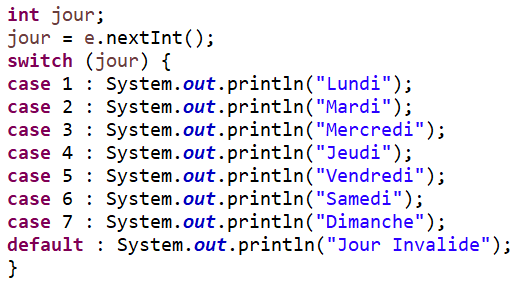 int jour;
jour = e.nextInt();
switch (jour) {
case 1 : System.out.println("Lundi");
case 2 : System.out.println("Mardi");
case 3 : System.out.println("Mercredi");
case 4 : System.out.println("Jeudi");
case 5 : System.out.println("Vendredi");
case 6 : System.out.println("Samedi");
case 7 : System.out.println("Dimanche");
default : System.out.println("Jour Invalide");
}